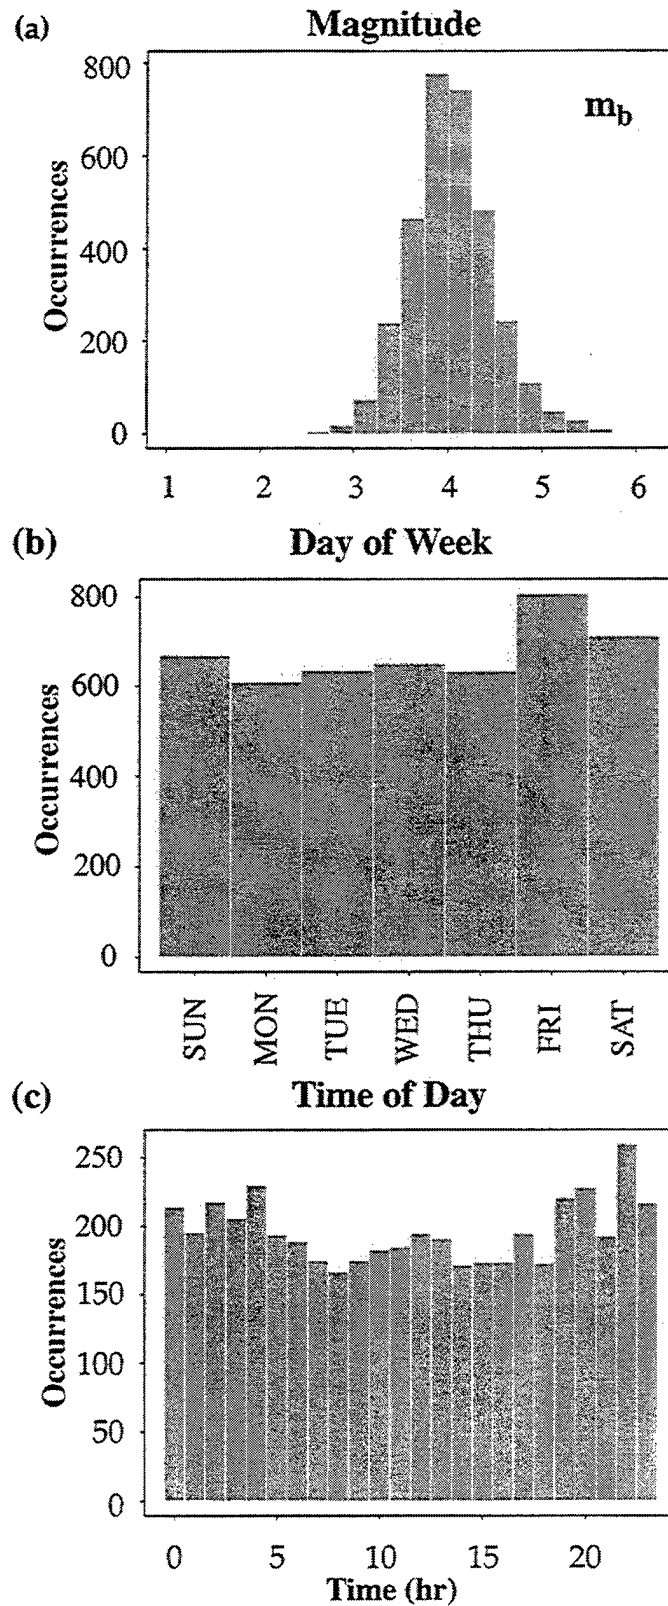 (a) Magnitude
m_b
Occurrences
800
600
400
200
0
1 2 3 4 5 6
(b) Day of Week
Occurrences
800
600
400
200
0
SUN MON TUE WED THU FRI SAT
(c) Time of Day
Occurrences
250
200
150
100
50
0
0 5 10 15 20
Time (hr)